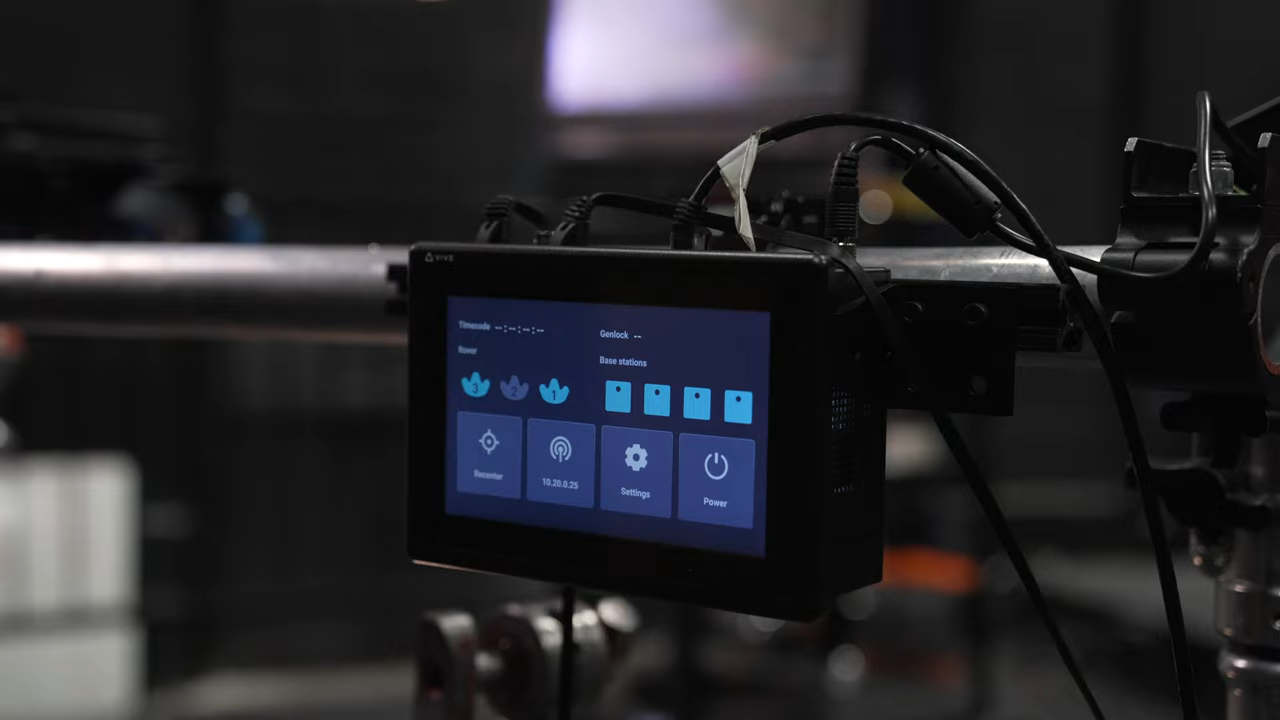 VIVE
Timecode --:--:--:--
Genlock --
Rover
Base stations
3 2 1
Recenter
10.20.0.25
Settings
Power